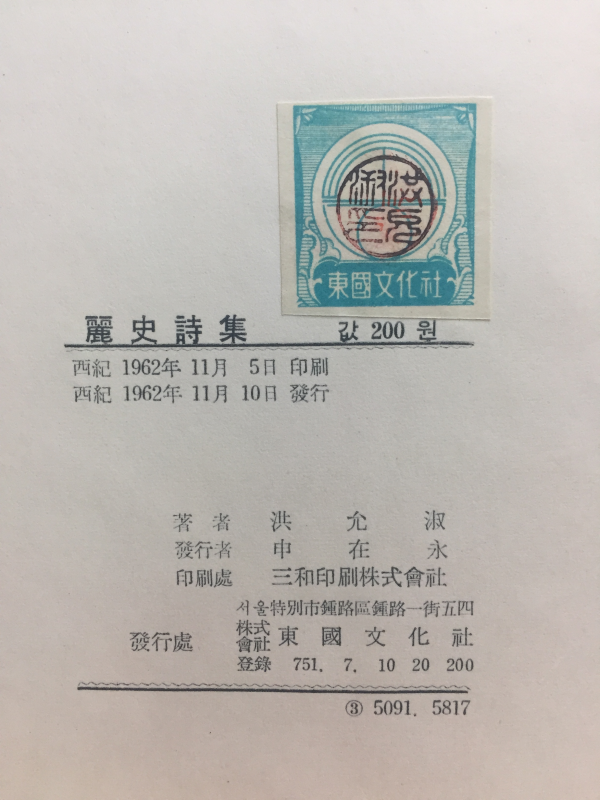 洪允淑
東國文化社
麗史詩集 값 200 원
西紀 1962年 11月 5日 印刷
西紀 1962年 11月 10日 發行
著者 洪允淑
發行者 申在永
印刷處 三和印刷株式會社
서울特別市鍾路區鍾路一街五四
發行處 株式會社 東國文化社
登錄 751. 7. 10 20 200
③ 5091. 5817